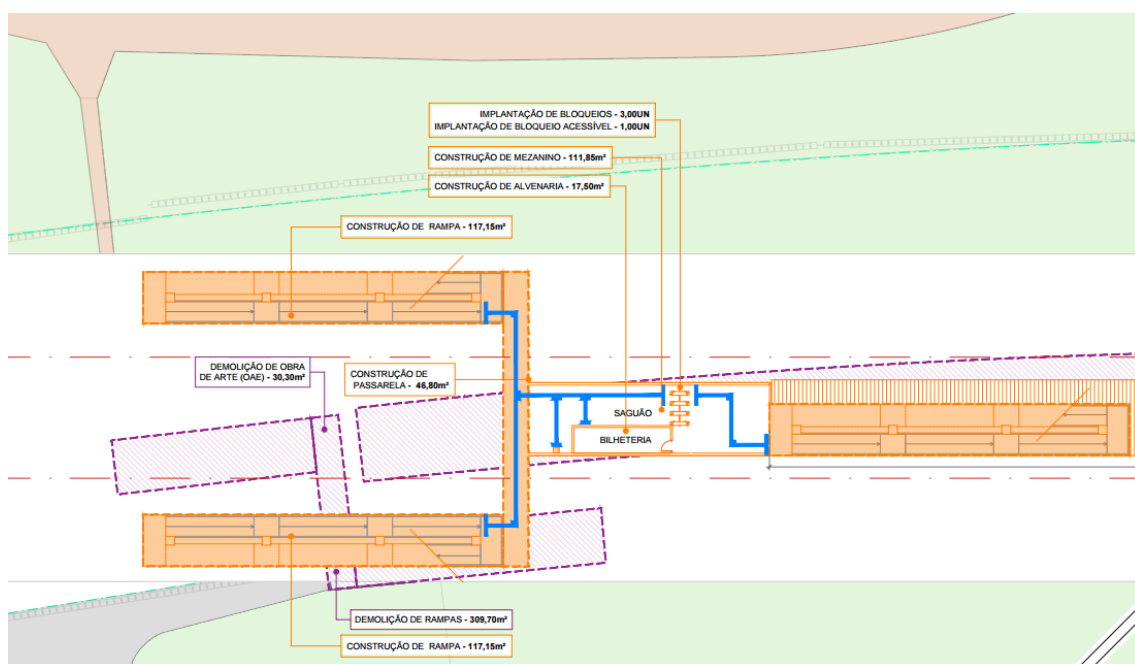 IMPLANTAÇÃO DE BLOQUEIOS - 3,00UN
IMPLANTAÇÃO DE BLOQUEIO ACESSÍVEL - 1,00UN
CONSTRUÇÃO DE MEZANINO - 111,85m²
CONSTRUÇÃO DE ALVENARIA - 17,50m²
CONSTRUÇÃO DE RAMPA - 117,15m²
DEMOLIÇÃO DE OBRA
DE ARTE (OAE) - 30,30m²
CONSTRUÇÃO DE
PASSARELA - 46,80m²
SAGUÃO
BILHETERIA
DEMOLIÇÃO DE RAMPAS - 309,70m²
CONSTRUÇÃO DE RAMPA - 117,15m²